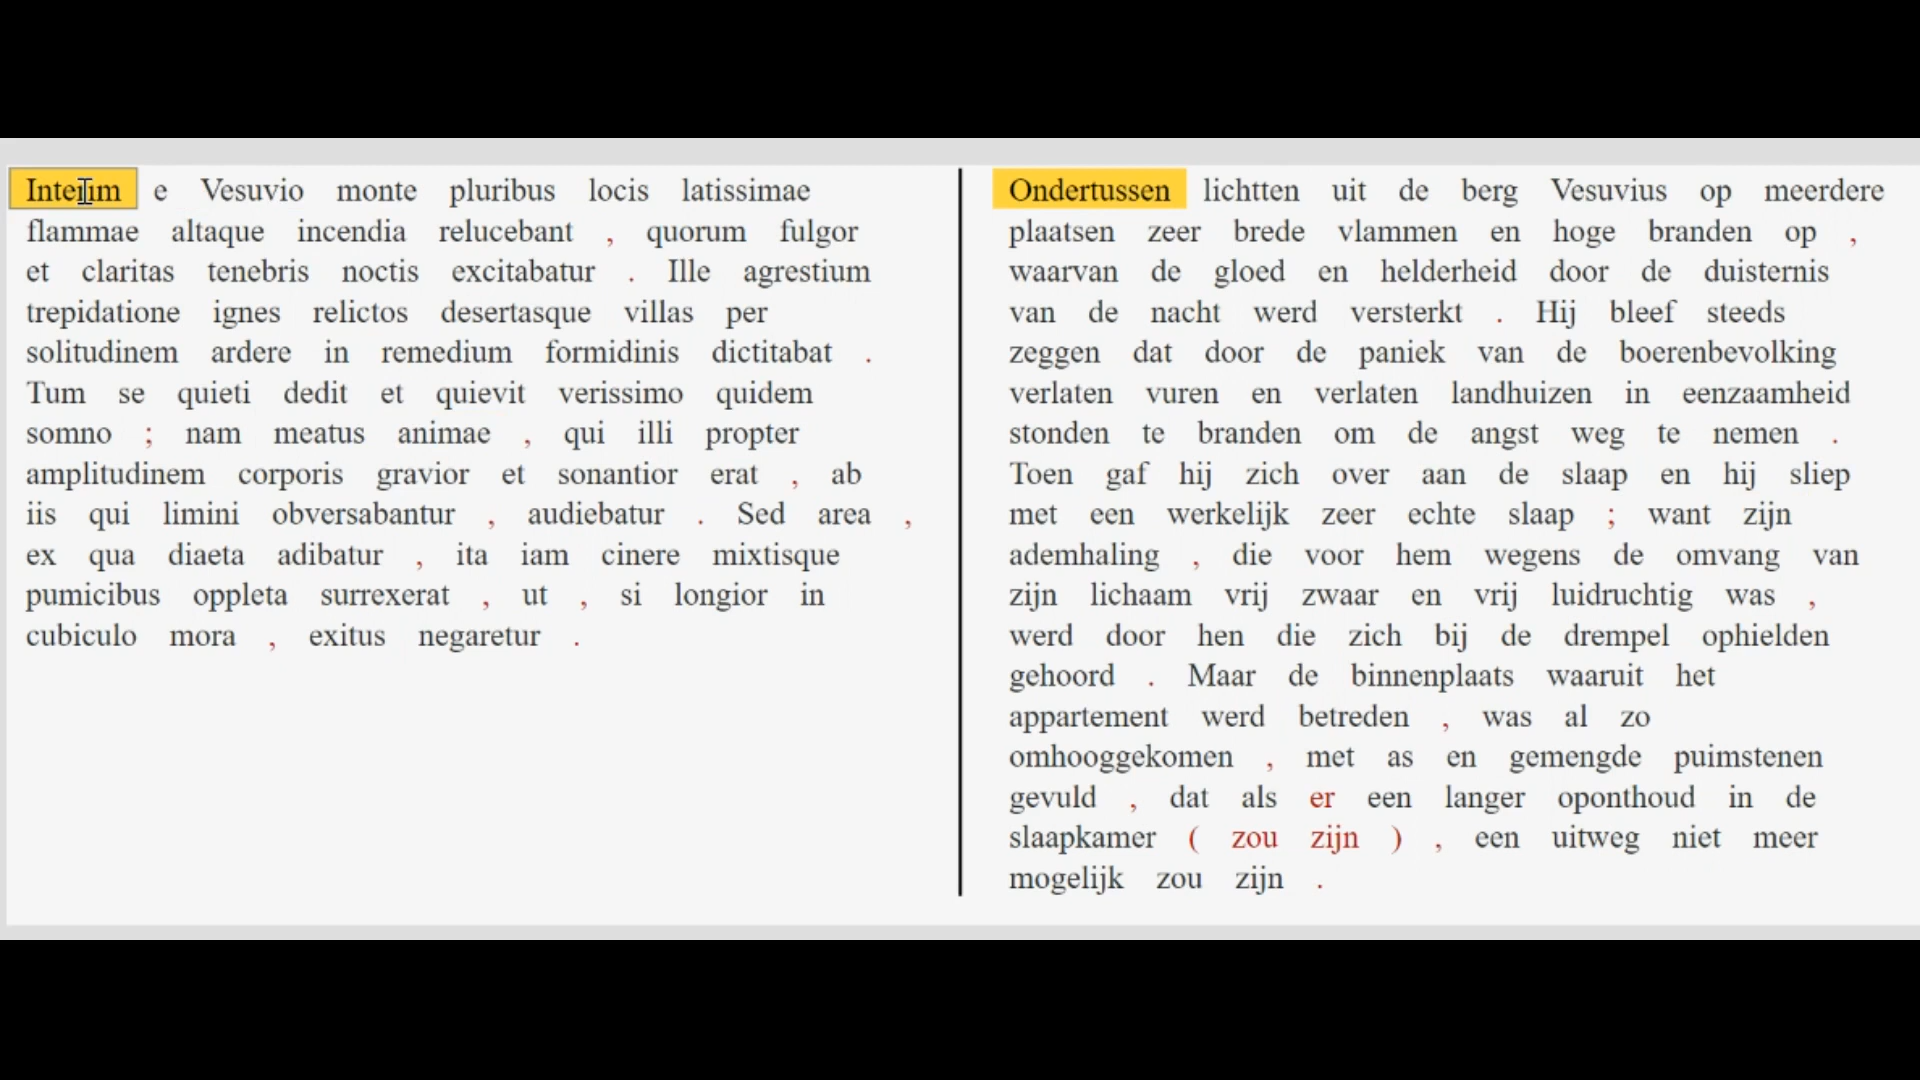 Interim e Vesuvio monte pluribus locis latissimae
flammae altaque incendia relucebant , quorum fulgor
et claritas tenebris noctis excitabatur . Ille agrestium
trepidatione ignes relictos desertasque villas per
solitudinem ardere in remedium formidinis dictitabat .
Tum se quieti dedit et quievit verissimo quidem
somno ; nam meatus animae , qui illi propter
amplitudinem corporis gravior et sonantior erat , ab
iis qui limini obversabantur , audiebatur . Sed area ,
ex qua diaeta adibatur , ita iam cinere mixtisque
pumicibus oppleta surrexerat , ut , si longior in
cubiculo mora , exitus negaretur .
Ondertussen lichtten uit de berg Vesuvius op meerdere
plaatsen zeer brede vlammen en hoge branden op ,
waarvan de gloed en helderheid door de duisternis
van de nacht werd versterkt . Hij bleef steeds
zeggen dat door de paniek van de boerenbevolking
verlaten vuren en verlaten landhuizen in eenzaamheid
stonden te branden om de angst weg te nemen .
Toen gaf hij zich over aan de slaap en hij sliep
met een werkelijk zeer echte slaap ; want zijn
ademhaling , die voor hem wegens de omvang van
zijn lichaam vrij zwaar en vrij luidruchtig was ,
werd door hen die zich bij de drempel ophielden
gehoord . Maar de binnenplaats waaruit het
appartement werd betreden , was al zo
omhooggekomen , met as en gemengde puimstenen
gevuld , dat als er een langer oponthoud in de
slaapkamer ( zou zijn ) , een uitweg niet meer
mogelijk zou zijn .